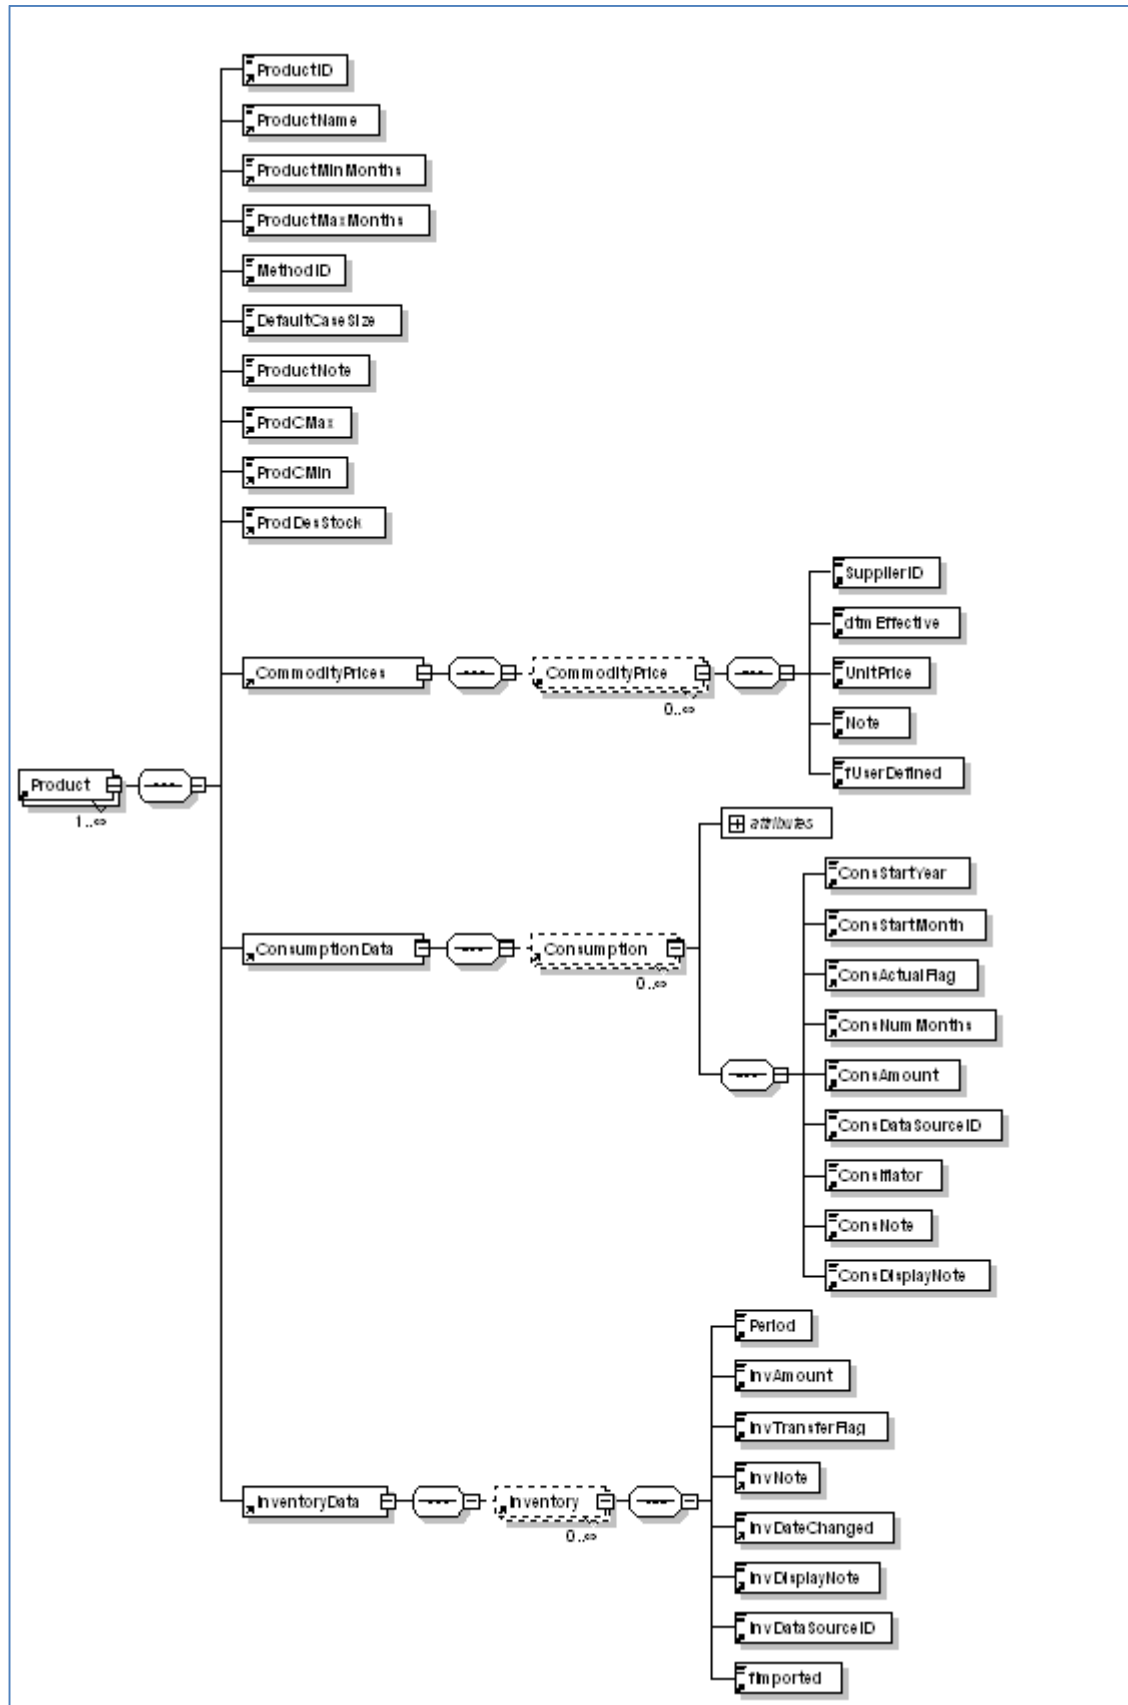 ProductID
ProductName
ProductMinMonths
ProductMaxMonths
MethodID
DefaultCaseSize
ProductNote
ProdCMax
ProdCMin
ProdDesStock
CommodityPrices
CommodityPrice
0..∞
SupplierID
dtmEffective
UnitPrice
Note
fUserDefined
Product
1..∞
ConsumptionData
Consumption
0..∞
attributes
ConsStartYear
ConsStartMonth
ConsActualFlag
ConsNumMonths
ConsAmount
ConsDataSourceID
ConsIflator
ConsNote
ConsDisplayNote
InventoryData
Inventory
0..∞
Period
InvAmount
InvTransferFlag
InvNote
InvDateChanged
InvDisplayNote
InvDataSourceID
fImported